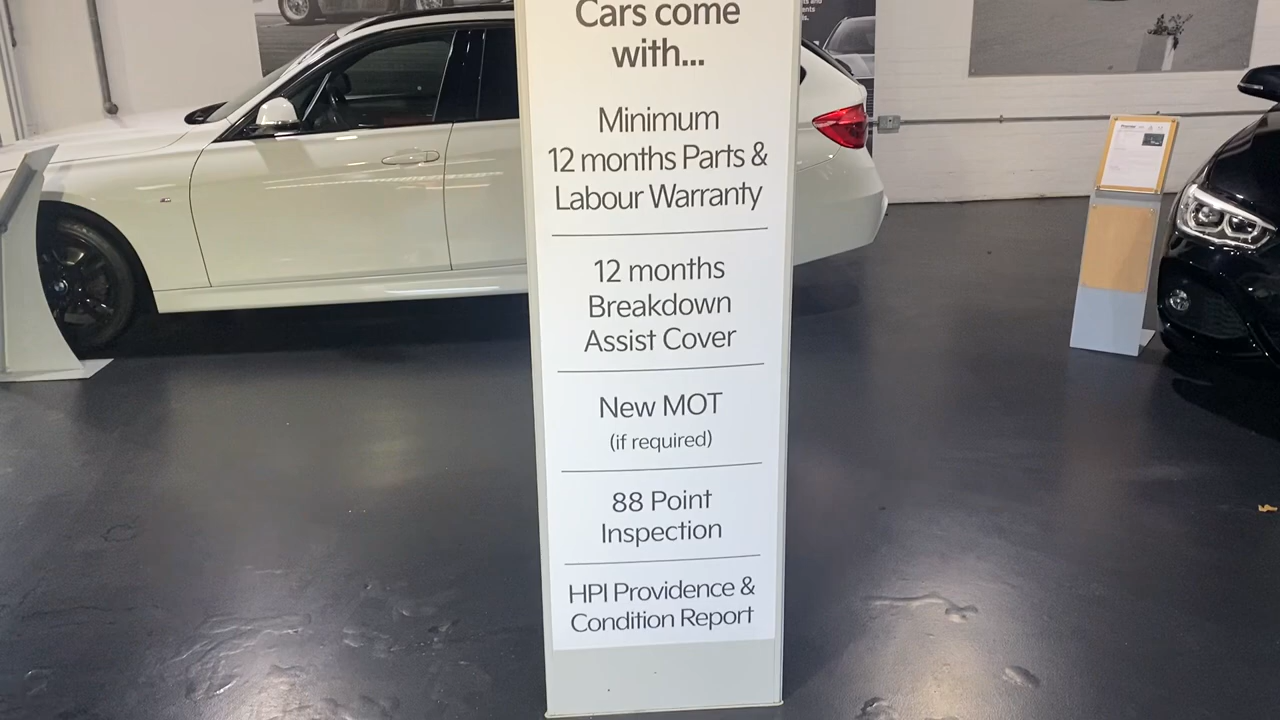 Cars come
with...
Minimum
12 months Parts &
Labour Warranty
12 months
Breakdown
Assist Cover
New MOT
(if required)
88 Point
Inspection
HPI Providence &
Condition Report